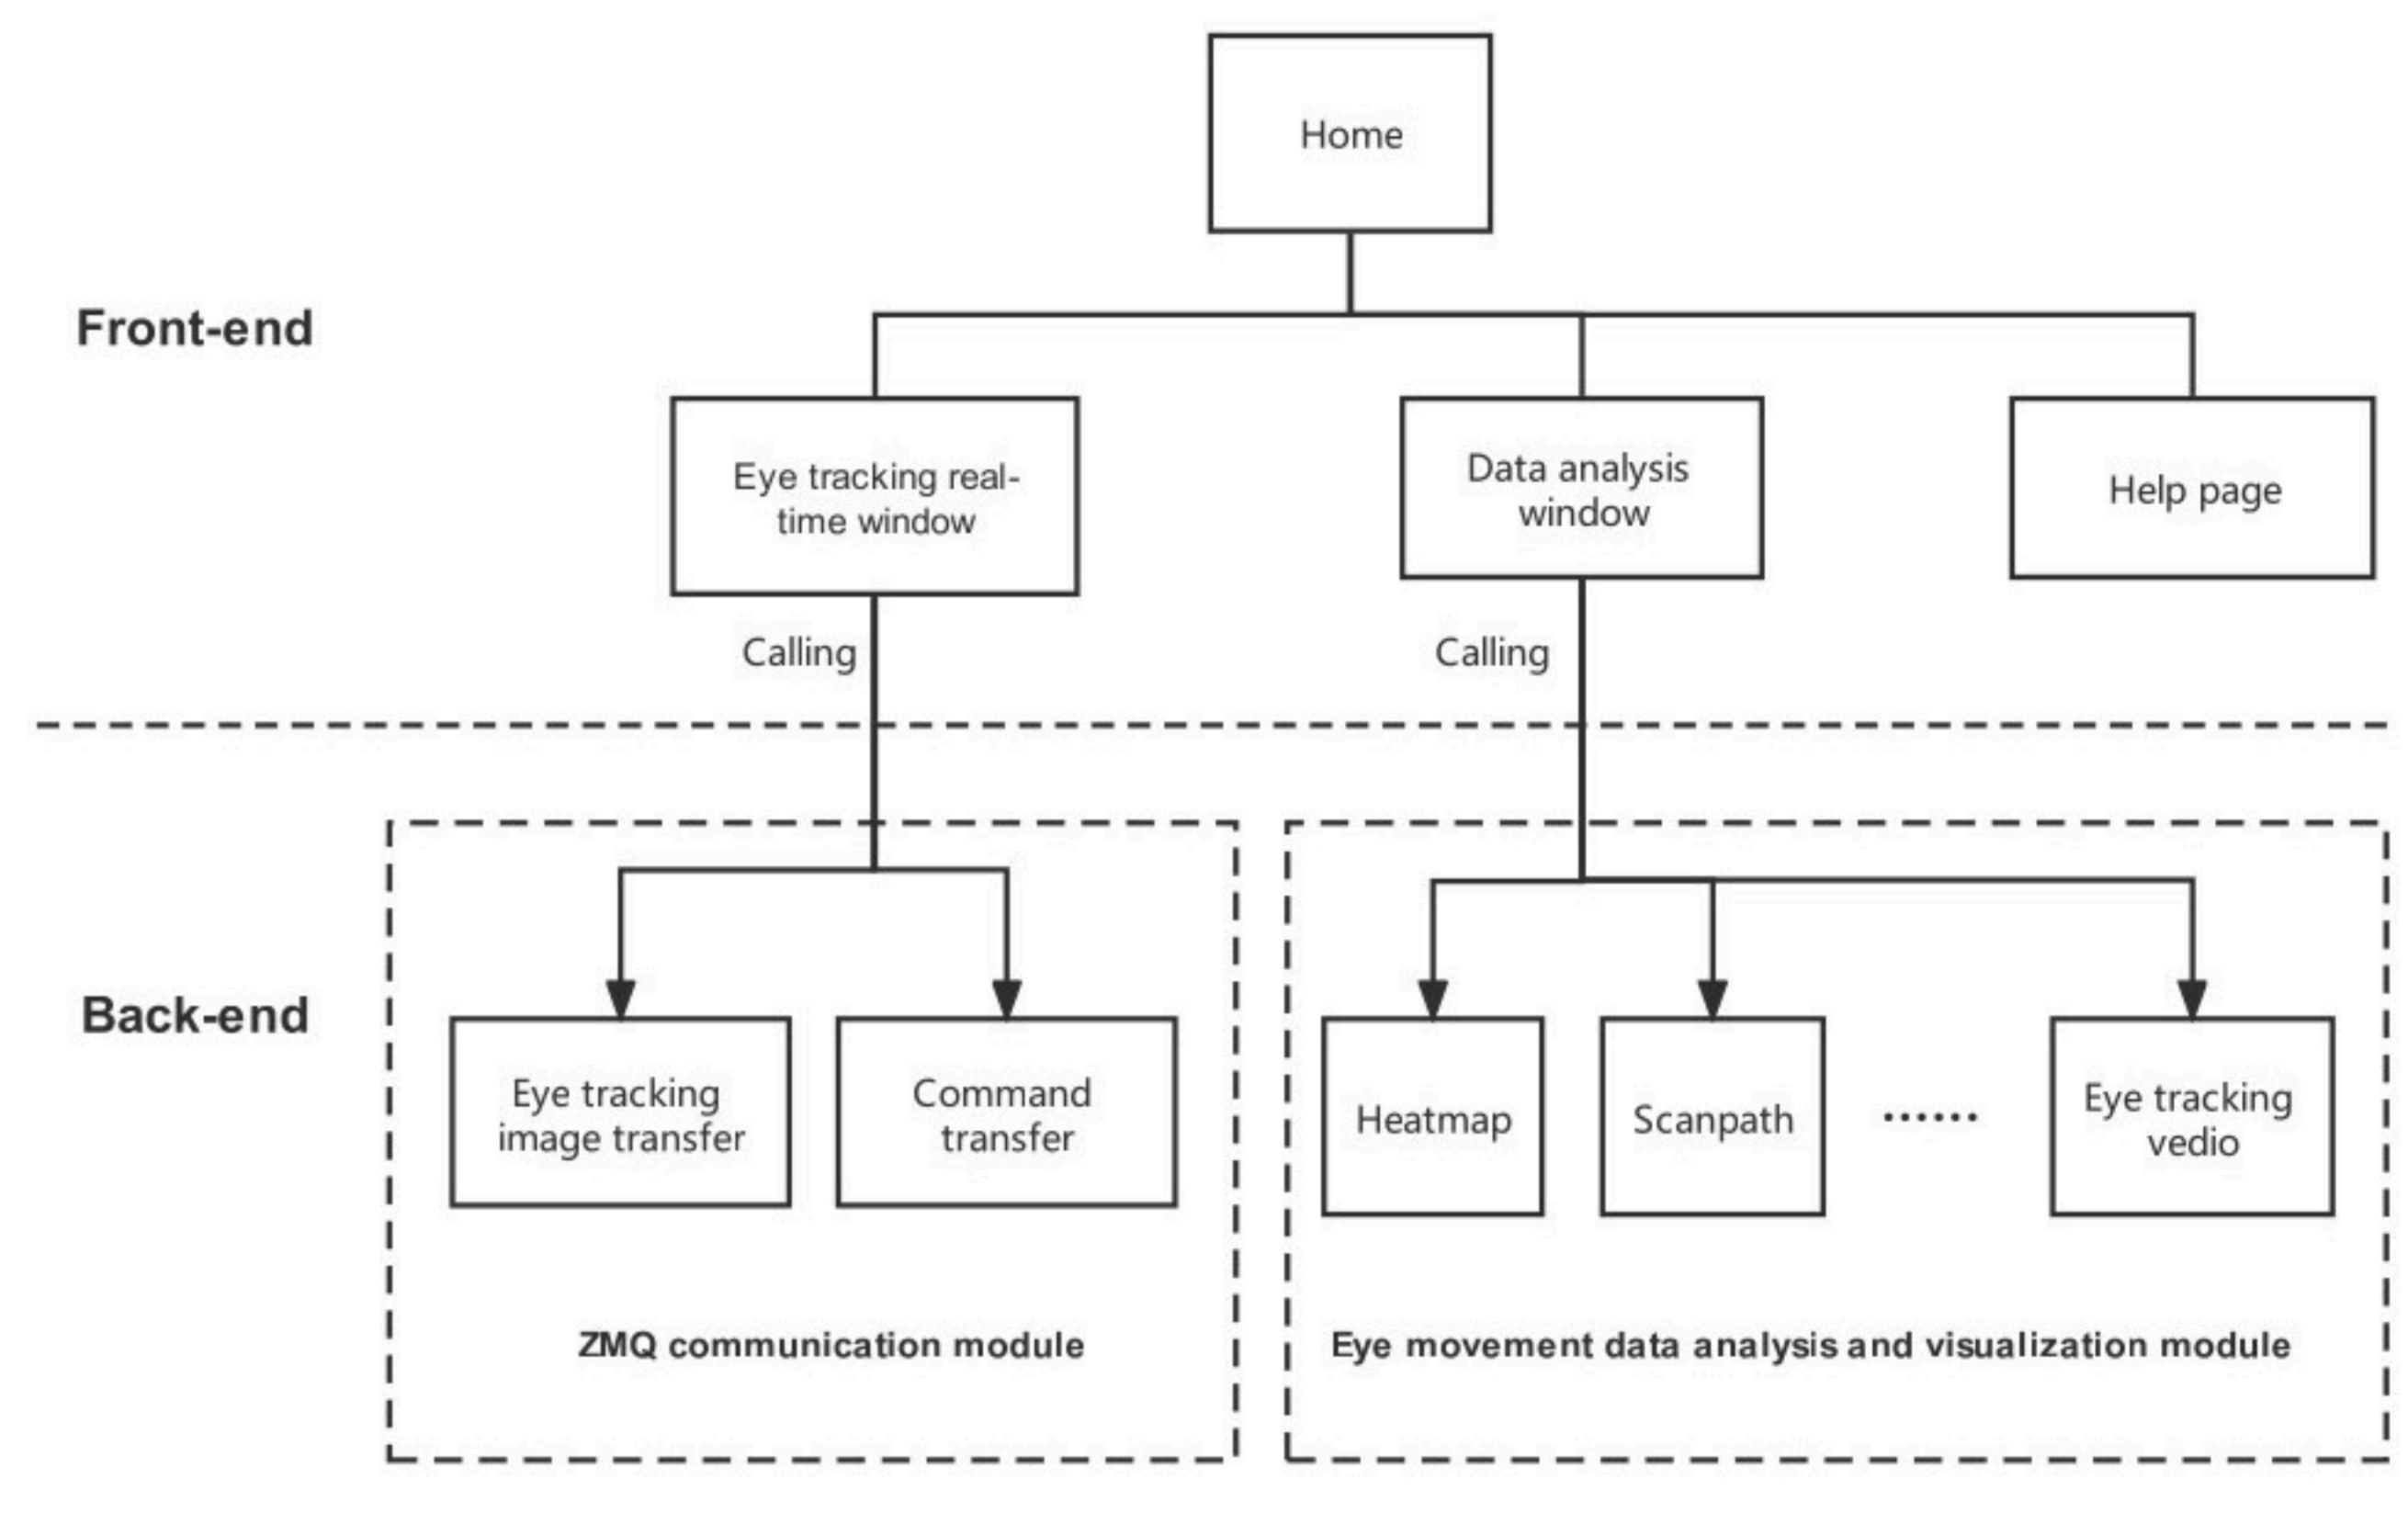 Home
Front-end
Eye tracking real-
time window
Data analysis
window
Help page
Calling
Calling
Back-end
Eye tracking
image transfer
Command
transfer
Heatmap
Scanpath
......
Eye tracking
vedio
ZMQ communication module
Eye movement data analysis and visualization module